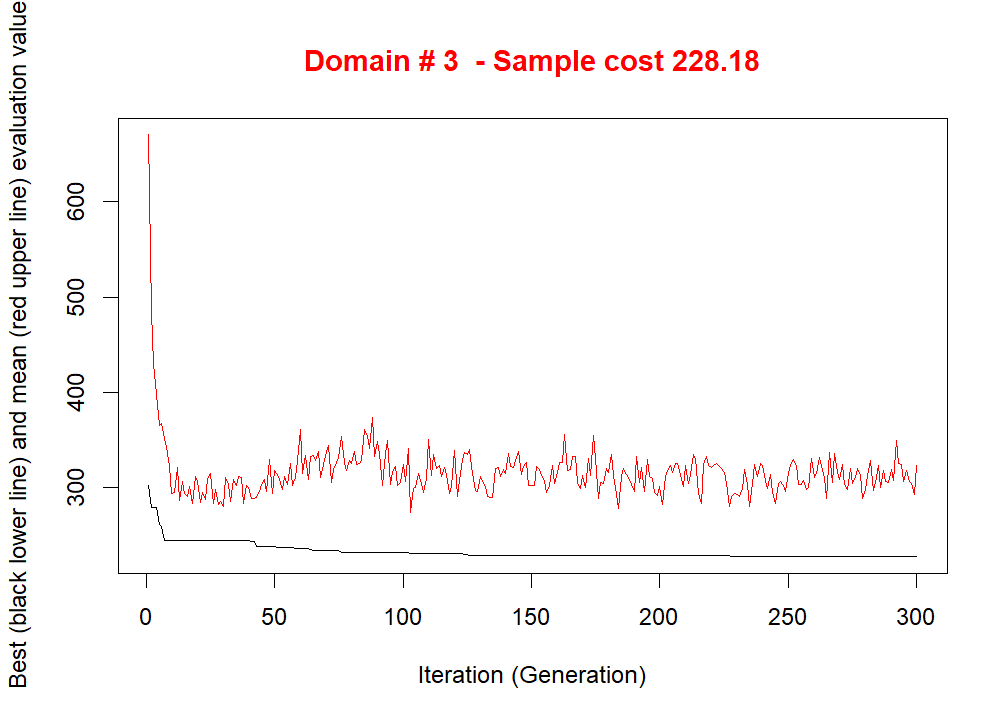 Domain # 3  - Sample cost 228.18
Best (black lower line) and mean (red upper line) evaluation value
600
500
400
300
0 50 100 150 200 250 300
Iteration (Generation)